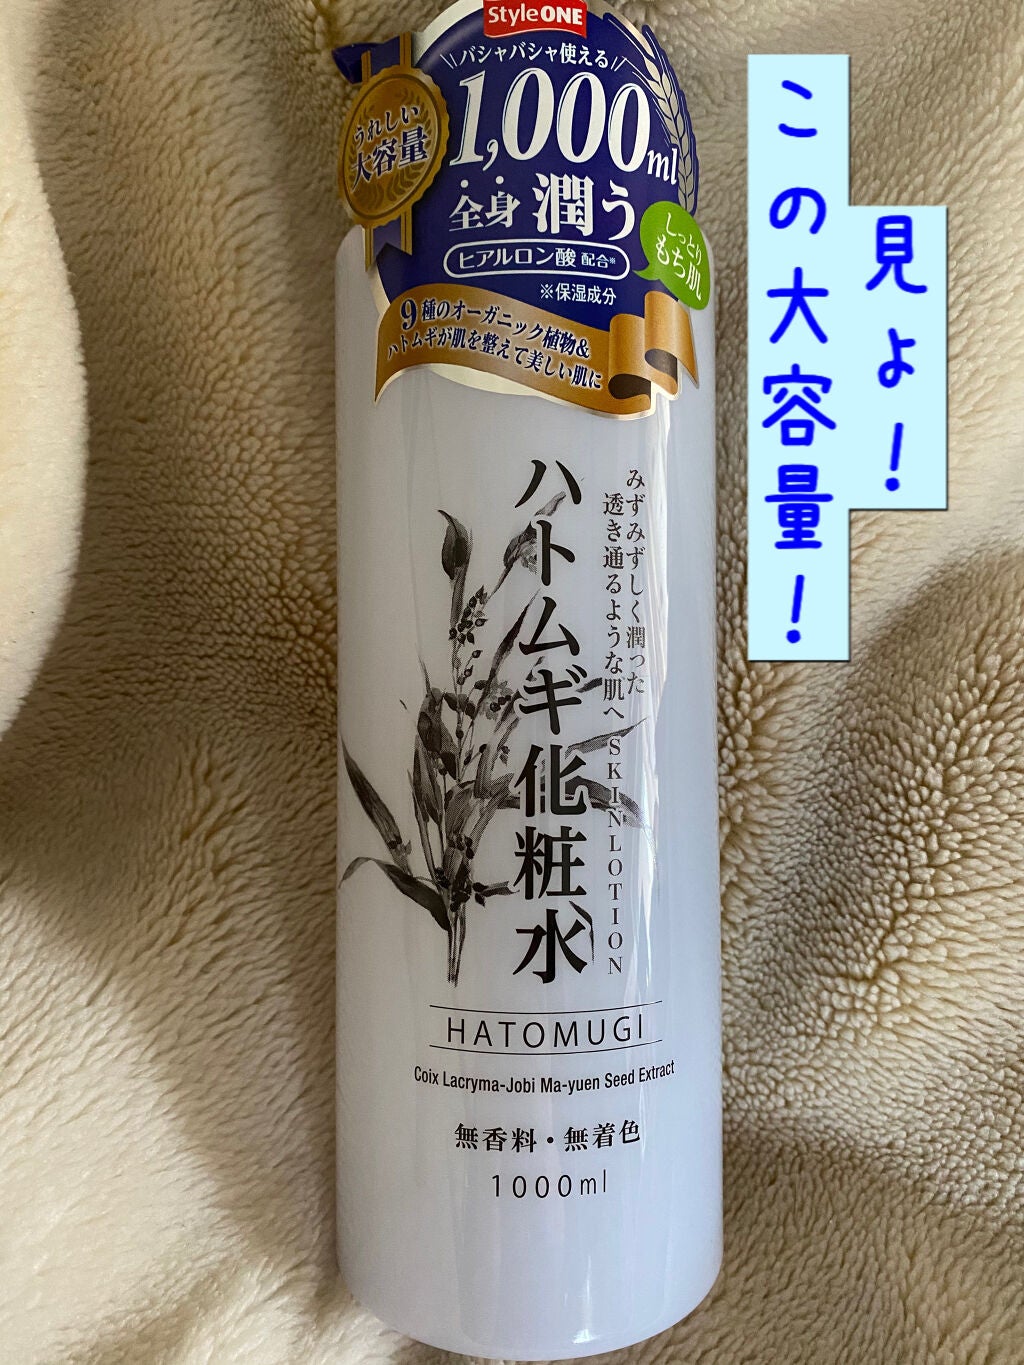 StyleONE
\\バシャバシャ使える//
1,000ml
うれしい
大容量
全身潤う
ヒアルロン酸 配合※
しっとり
もち肌
※保湿成分
9種のオーガニック植物&
ハトムギが肌を整えて美しい肌に
見よ!
この大容量!
みずみずしく潤った
透き通るような肌へ
SKIN LOTION
ハトムギ化粧水
HATOMUGI
Coix Lacryma-Jobi Ma-yuen Seed Extract
無香料・無着色
1000ml